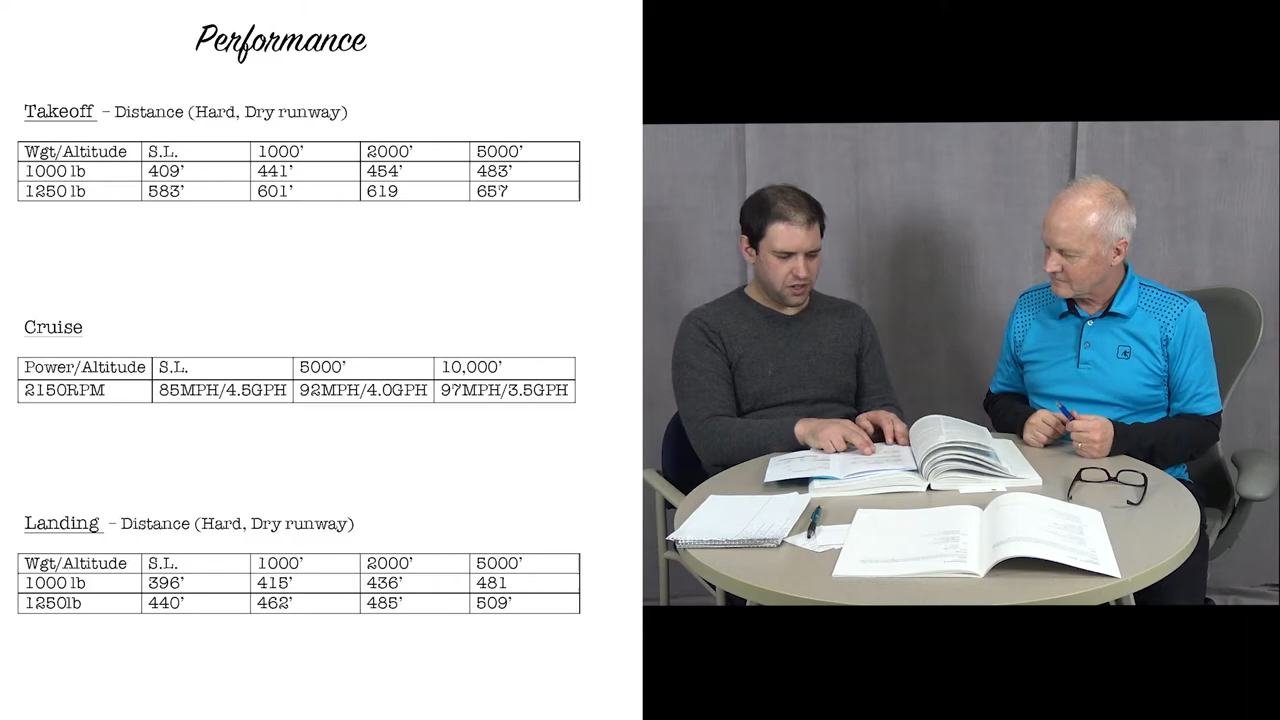 Performance
Takeoff - Distance (Hard, Dry runway)
Wgt/Altitude S.L. 1000' 2000' 5000'
1000 lb 409' 441' 454' 483'
1250 lb 583' 601' 619 657
Cruise
Power/Altitude S.L. 5000' 10,000'
2150RPM 85MPH/4.5GPH 92MPH/4.0GPH 97MPH/3.5GPH
Landing - Distance (Hard, Dry runway)
Wgt/Altitude S.L. 1000' 2000' 5000'
1000 lb 396' 415' 436' 481
1250lb 440' 462' 485' 509'